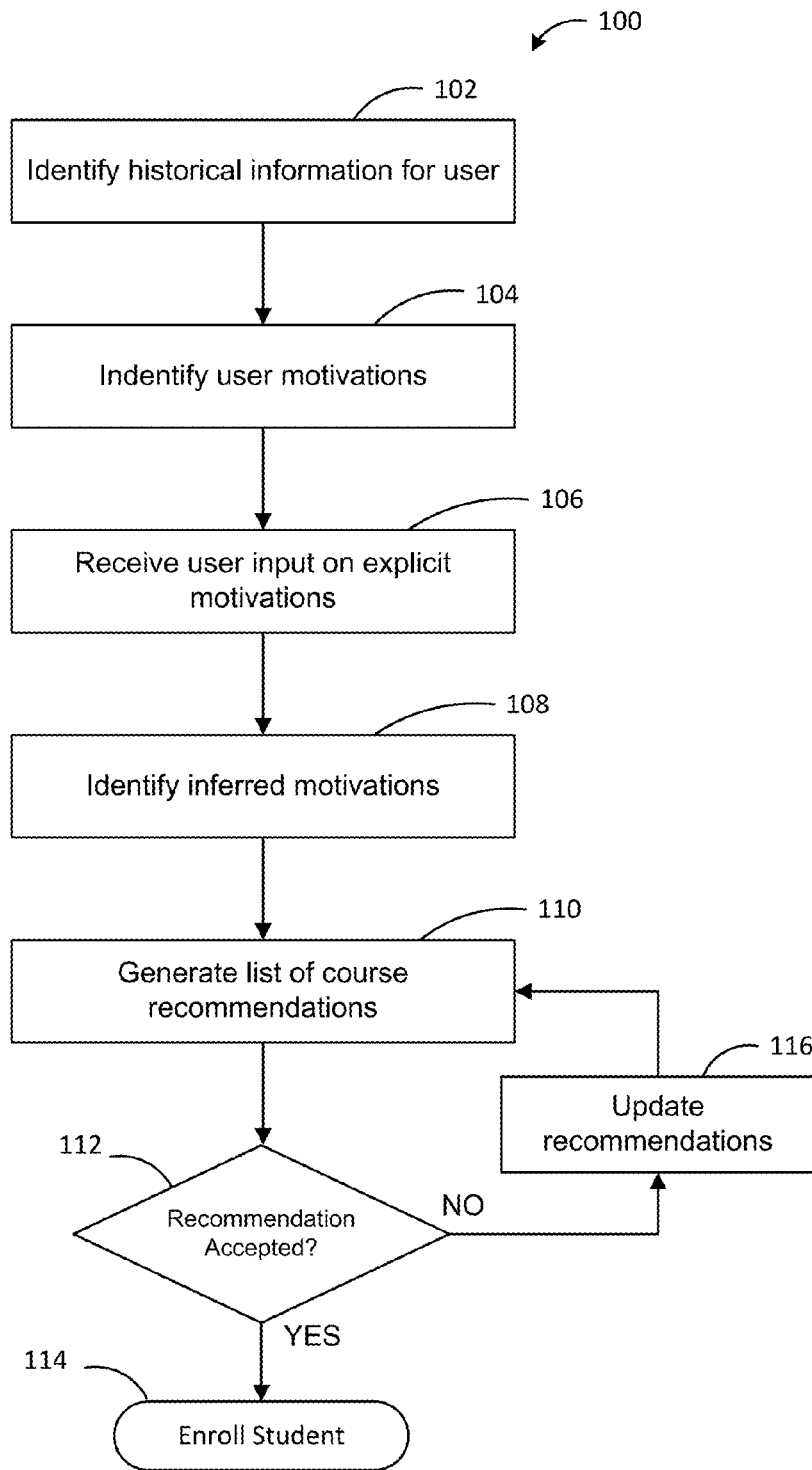 100
102
Identify historical information for user
104
Indentify user motivations
106
Receive user input on explicit
motivations
108
Identify inferred motivations
110
Generate list of course
recommendations
116
Update
recommendations
112
Recommendation
Accepted?
NO
YES
114
Enroll Student